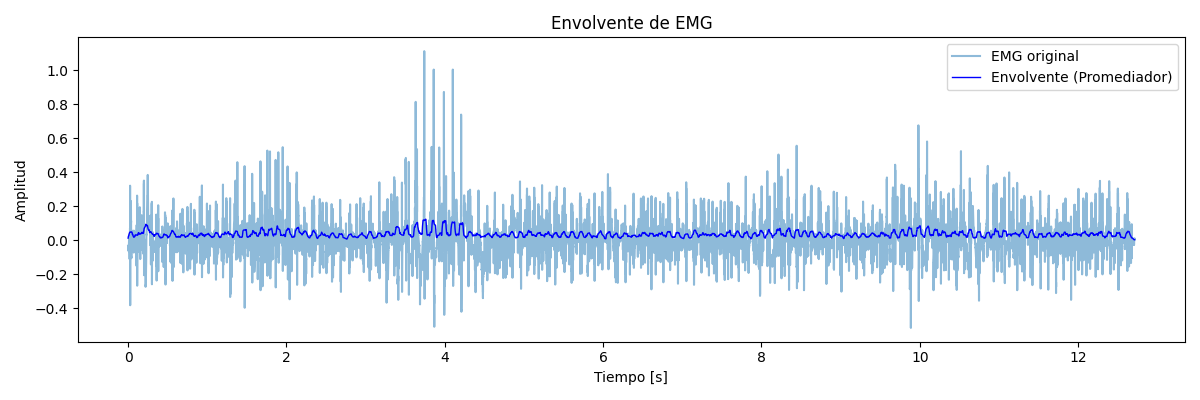 Envolvente de EMG
EMG original
Envolvente (Promediador)
Amplitud
1.0
0.8
0.6
0.4
0.2
0.0
−0.2
−0.4
0 2 4 6 8 10 12
Tiempo [s]